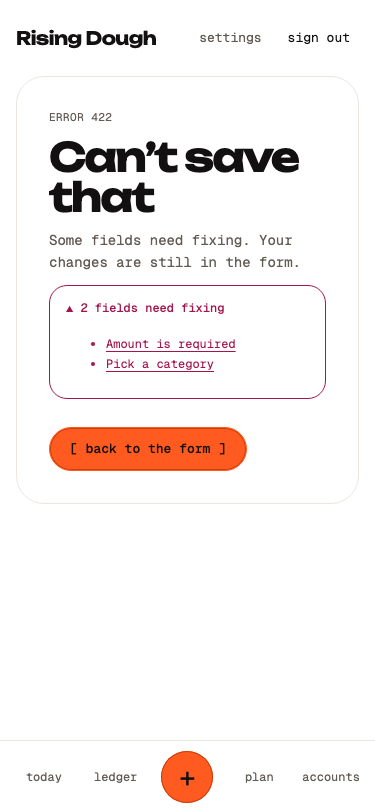 Rising Dough settings sign out
ERROR 422
Can’t save
that
Some fields need fixing. Your
changes are still in the form.
▲ 2 fields need fixing
• Amount is required
• Pick a category
[ back to the form ]
today ledger + plan accounts